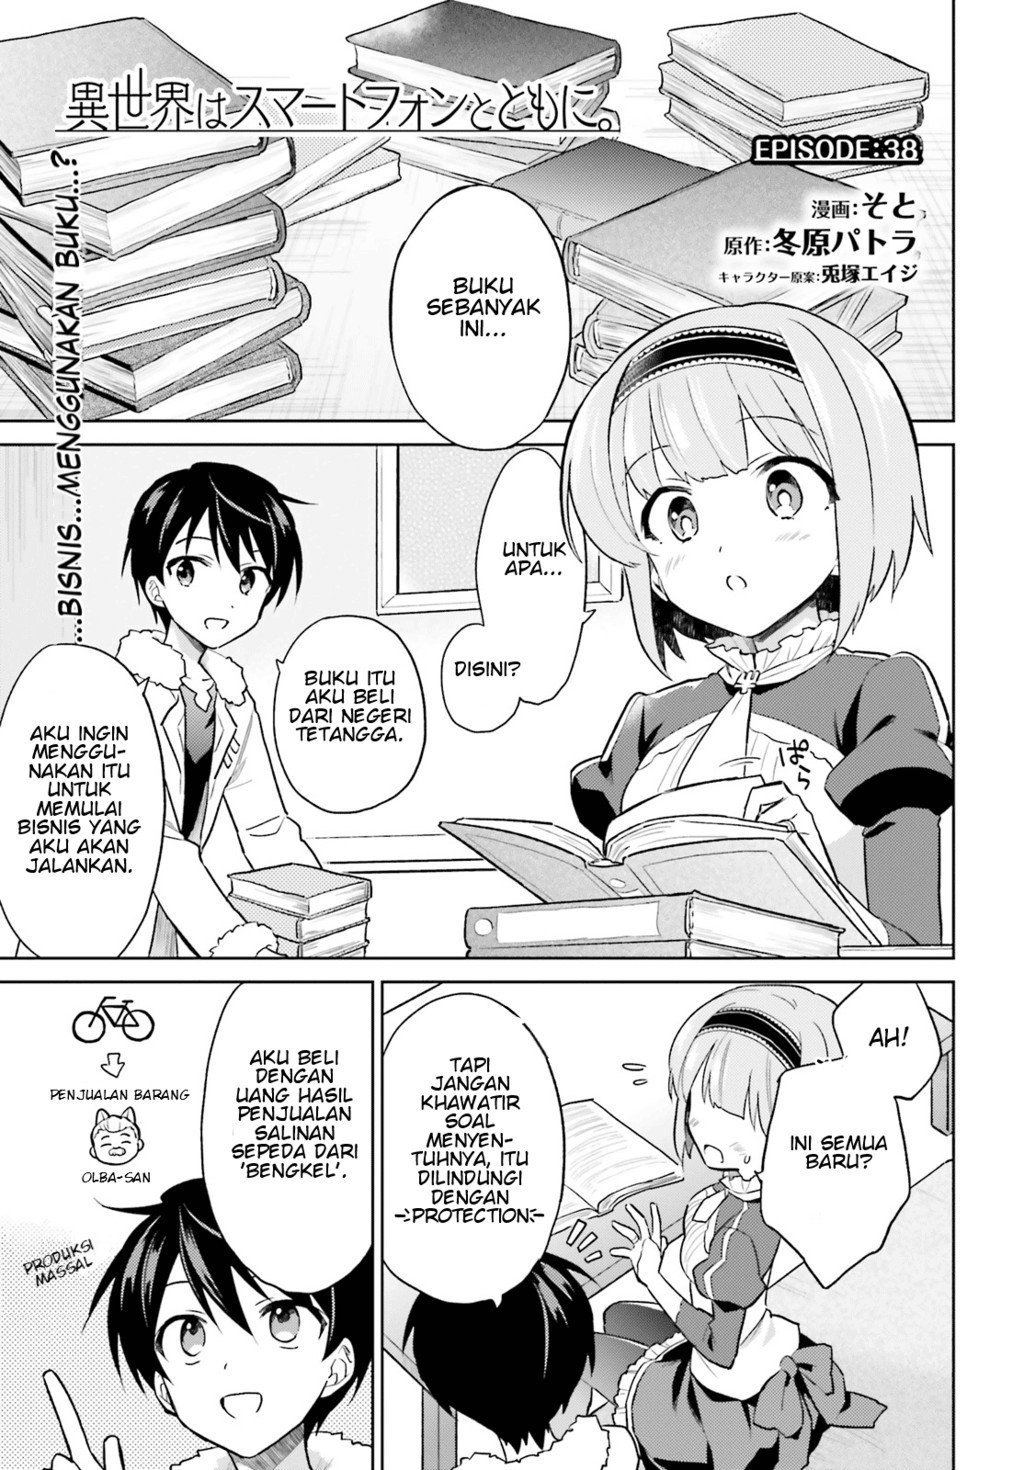 異世界はスマートフォンとともに。
EPISODE:38
漫画:そと
原作:冬原パトラ
キャラクター原案:兎塚エイジ
...BISNIS....MENGGUNAKAN BUKU...?
BUKU
SEBANYAK
INI...
UNTUK
APA...
DISINI?
ぱら
BUKU ITU
AKU BELI
DARI NEGERI
TETANGGA.
AKU INGIN
MENGGU-
NAKAN ITU
UNTUK
MEMULAI
BISNIS YANG
AKU AKAN
JALANKAN.
AH!
INI SEMUA
BARU?
TAPI
JANGAN
KHAWATIR
SOAL
MENYEN-
TUHNYA, ITU
DILINDUNGI
DENGAN
-PROTECTION-
AKU BELI
DENGAN
UANG HASIL
PENJUALAN
SALINAN
SEPEDA DARI
'BENGKEL'.
PENJUALAN BARANG
OLBA-SAN
PRODUKSI
MASSAL